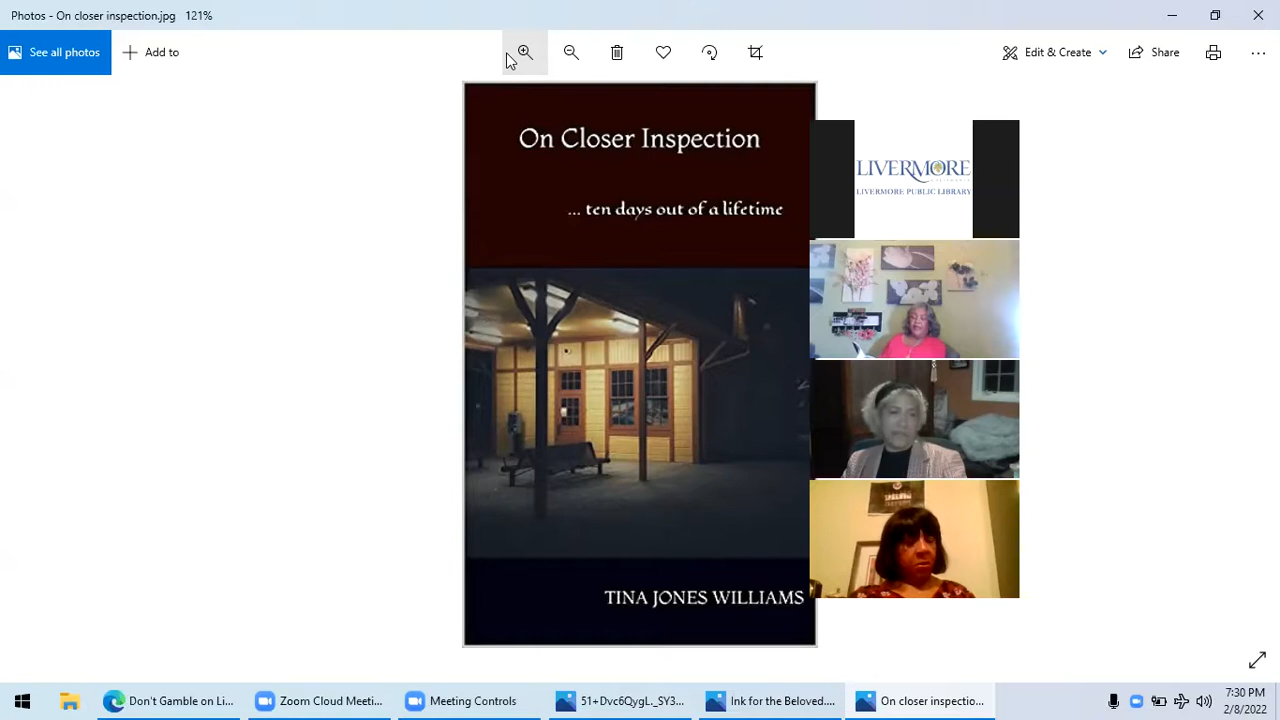 Photos - On closer inspection.jpg   121%
See all photos
Add to
Edit & Create
Share
On Closer Inspection
... ten days out of a lifetime
TINA JONES WILLIAMS
LIVERMORE
CALIFORNIA
LIVERMORE PUBLIC LIBRARY
Don't Gamble on Li...
Zoom Cloud Meeti...
Meeting Controls
51+Dvc6QygL._SY3...
Ink for the Beloved....
On closer inspectio...
7:30 PM
2/8/2022